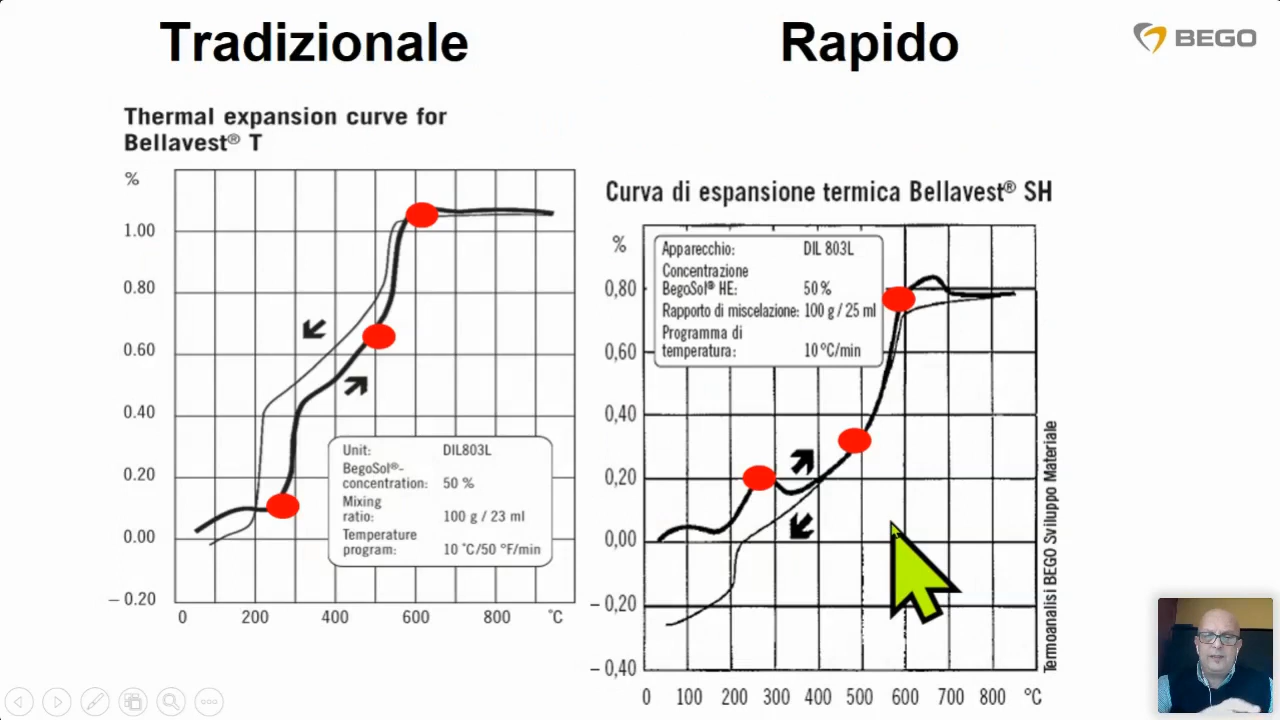 Tradizionale
Rapido
BEGO
Thermal expansion curve for
Bellavest® T
%
1.00
0.80
0.60
0.40
0.20
0.00
– 0.20
0 200 400 600 800 °C
Unit: DIL803L
BegoSol®-
concentration: 50 %
Mixing
ratio: 100 g / 23 ml
Temperature
program: 10 °C/50 °F/min
Curva di espansione termica Bellavest® SH
%
0,80
0,60
0,40
0,20
0,00
– 0,20
– 0,40
0 100 200 300 400 500 600 700 800 °C
Apparecchio: DIL 803L
Concentrazione
BegoSol® HE: 50 %
Rapporto di miscelazione: 100 g / 25 ml
Programma di
temperatura: 10 °C/min
Termoanalisi BEGO Sviluppo Materiale